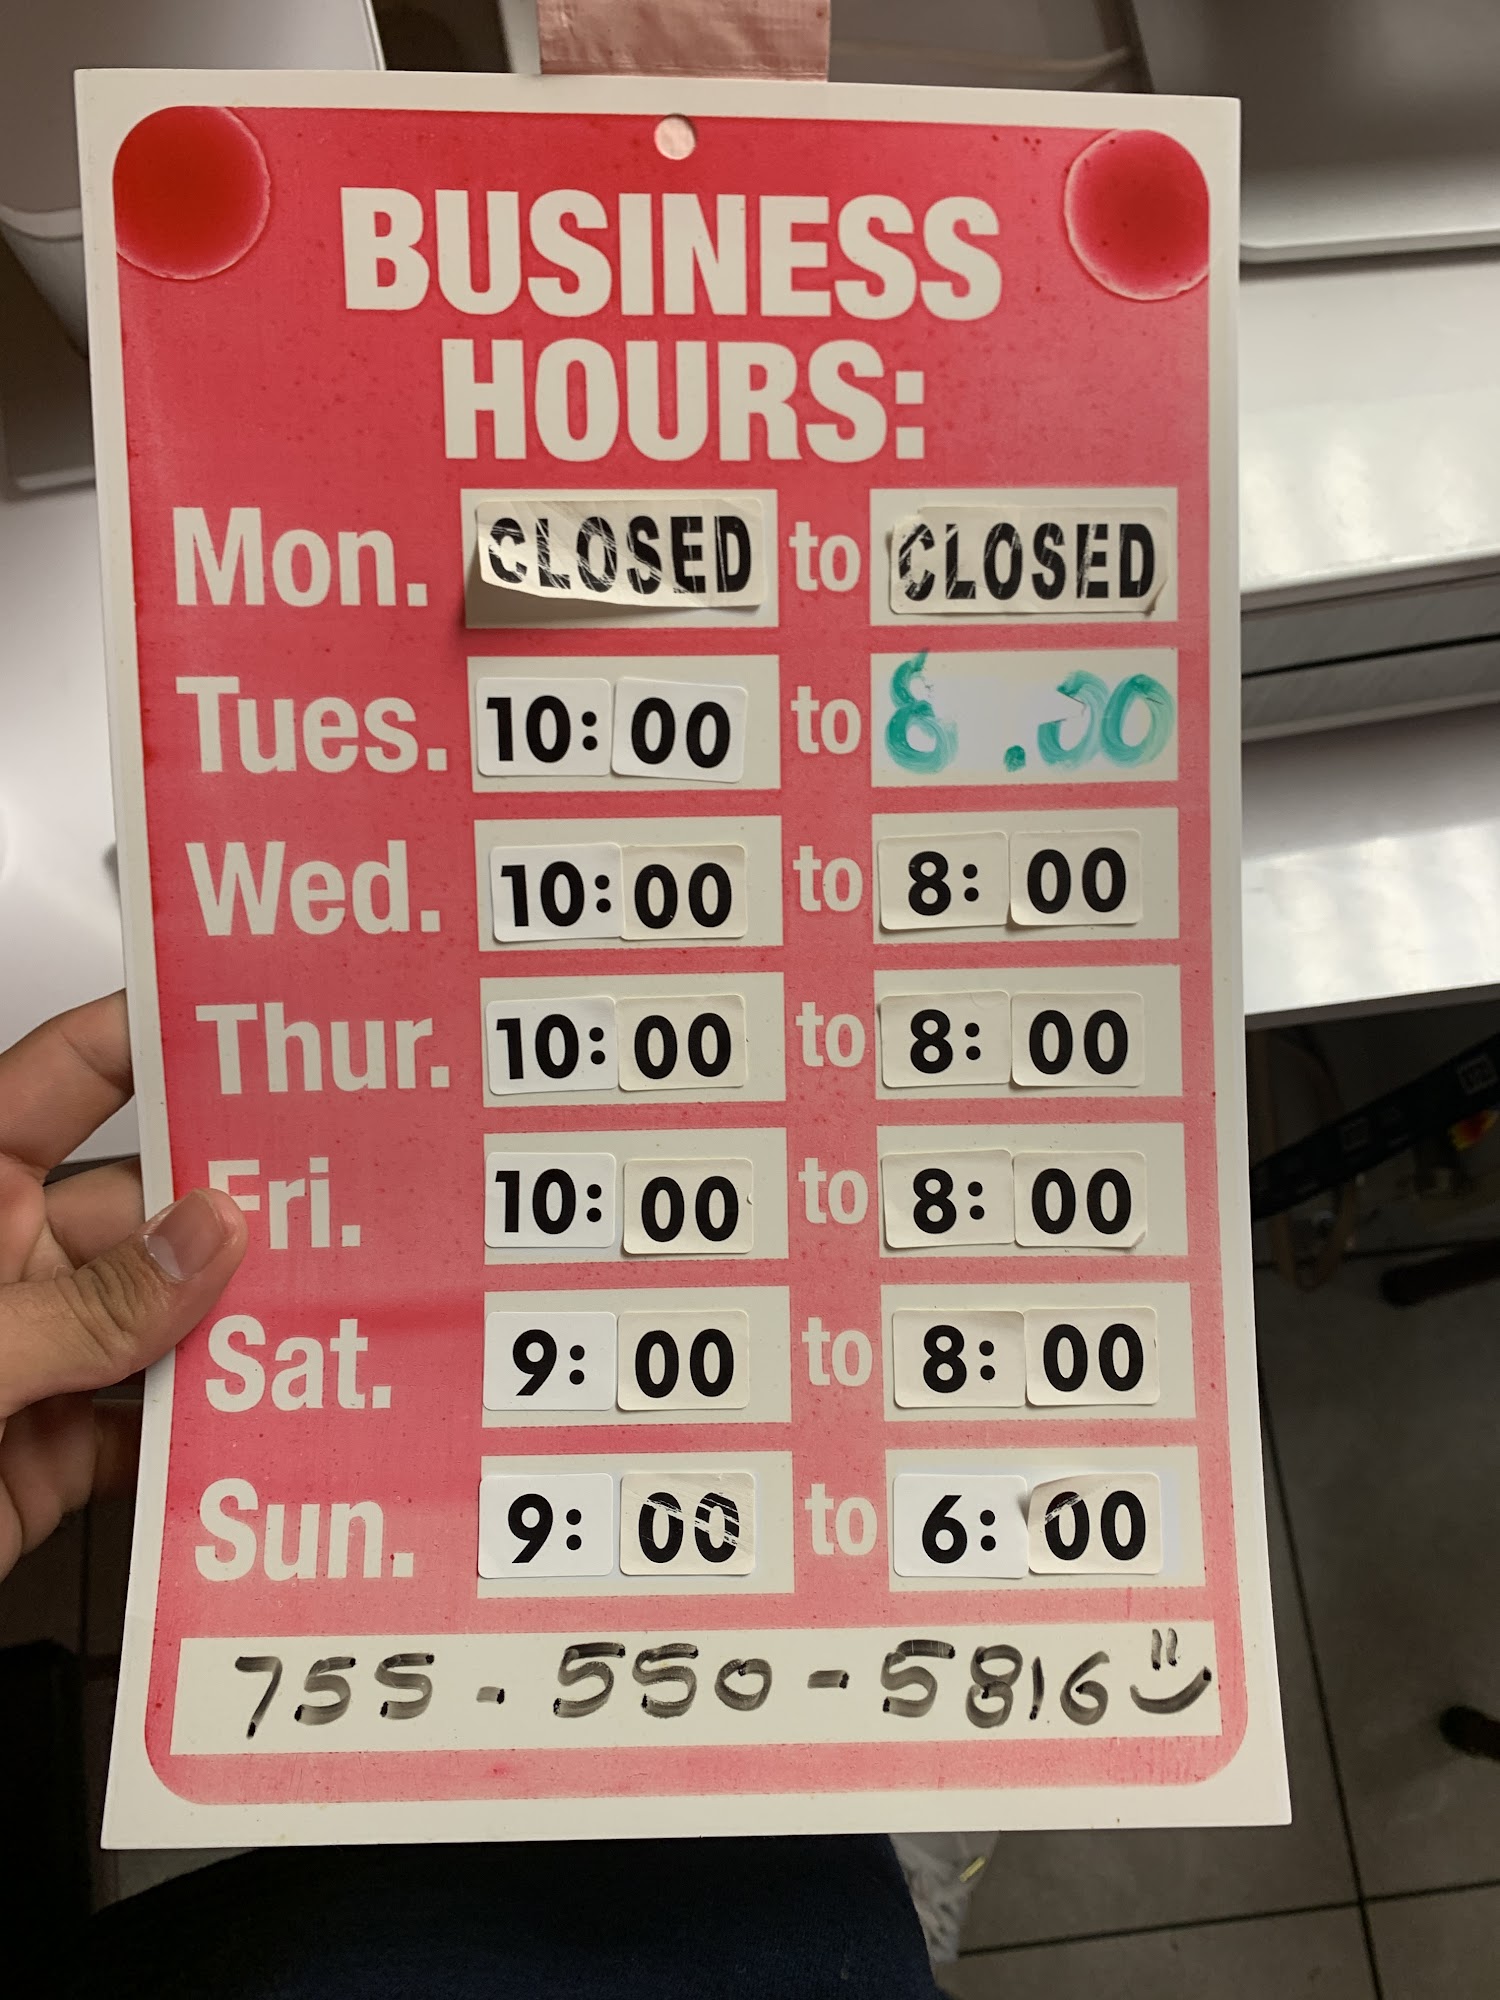 BUSINESS
HOURS:
Mon. CLOSED to CLOSED
Tues. 10:00 to 8.00
Wed. 10:00 to 8:00
Thur. 10:00 to 8:00
Fri. 10:00 to 8:00
Sat. 9:00 to 8:00
Sun. 9:00 to 6:00
755-550-5816